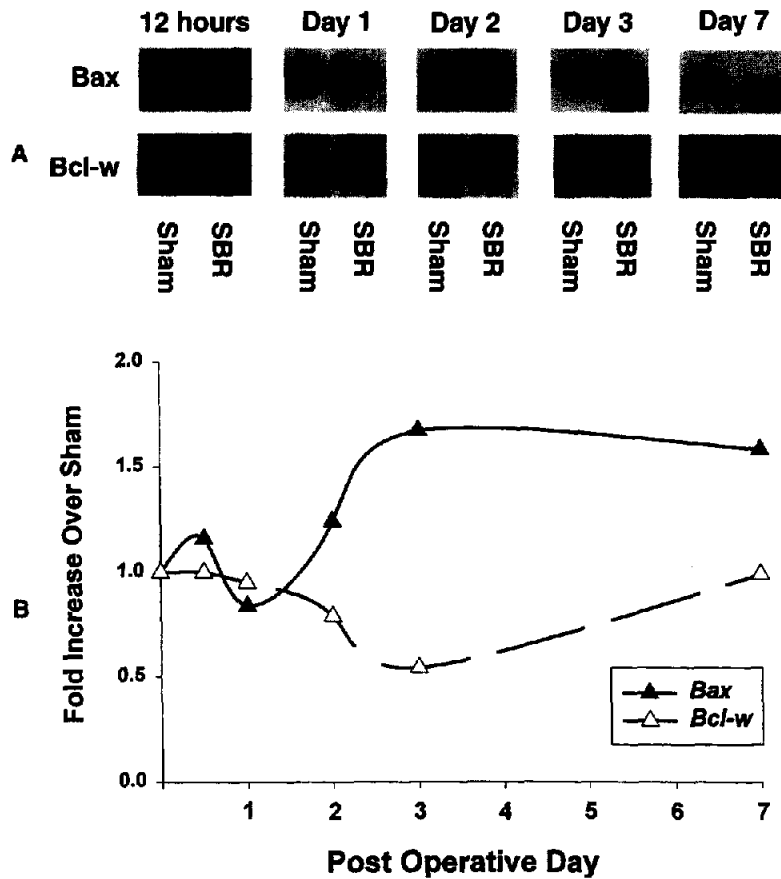 12 hours Day 1 Day 2 Day 3 Day 7
Bax
A
Bcl-w
Sham SBR Sham SBR Sham SBR Sham SBR Sham SBR
B
Fold Increase Over Sham
2.0
1.5
1.0
0.5
0.0
Bax
Bcl-w
1 2 3 4 5 6 7
Post Operative Day